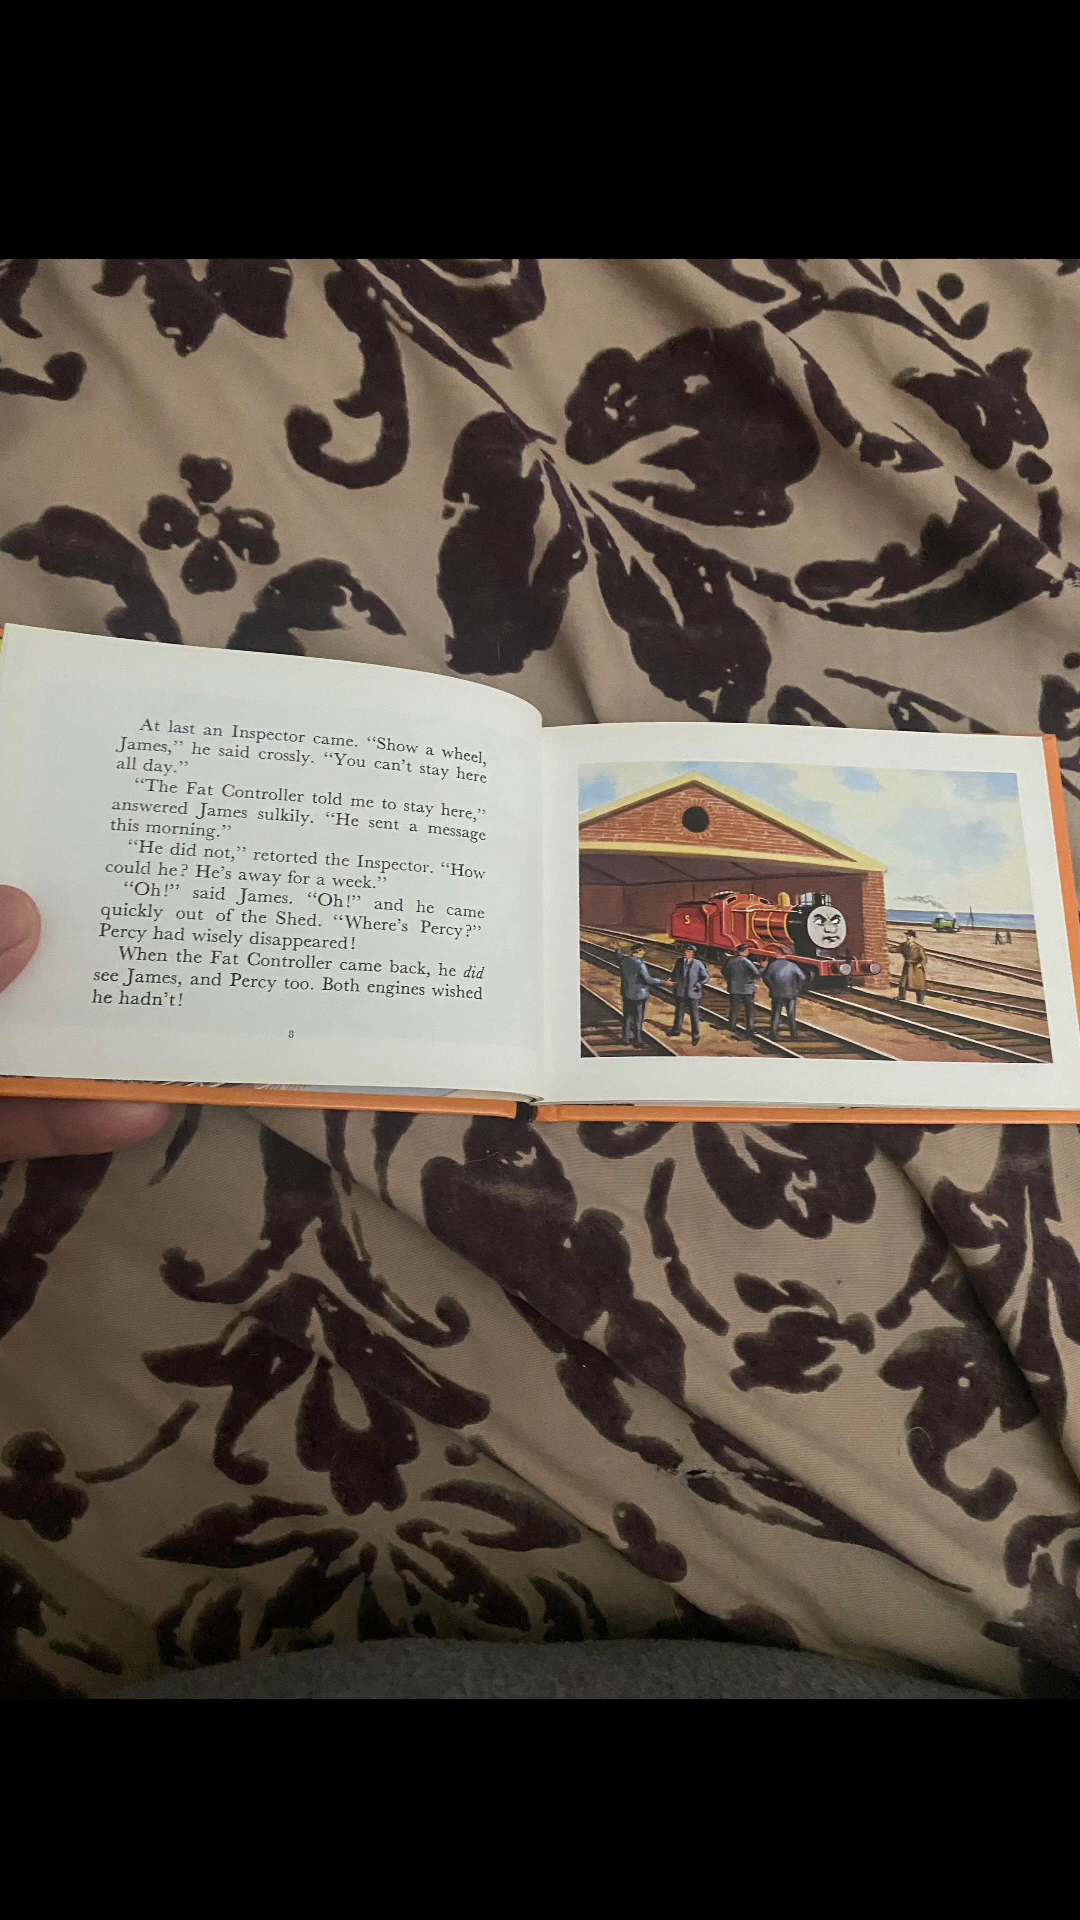 At last an Inspector came. “Show a wheel,
James,” he said crossly. “You can’t stay here
all day.”
“The Fat Controller told me to stay here,”
answered James sulkily. “He sent a message
this morning.”
“He did not,” retorted the Inspector. “How
could he? He’s away for a week.”
“Oh!” said James. “Oh!” and he came
quickly out of the Shed. “Where’s Percy?”
Percy had wisely disappeared!
When the Fat Controller came back, he did
see James, and Percy too. Both engines wished
he hadn’t!
8
5